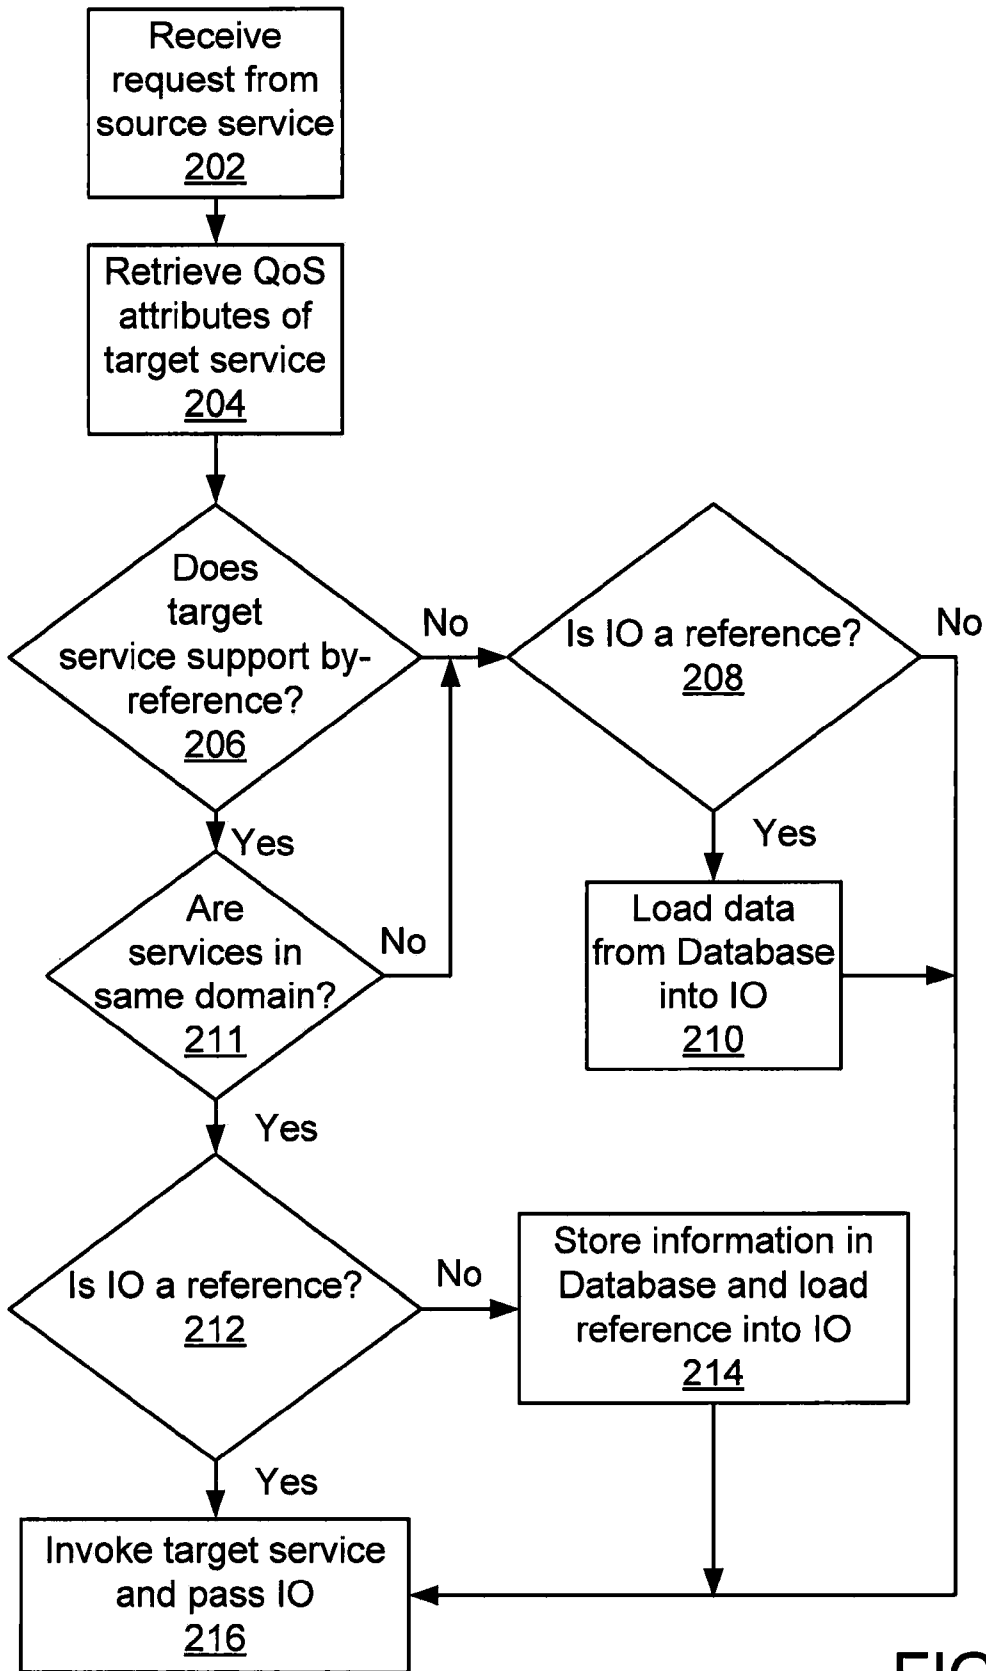 Receive
request from
source service
202
Retrieve QoS
attributes of
target service
204
Does
target
service support by-
reference?
206
No
Is IO a reference?
208
No
Yes
Yes
Are
services in
same domain?
211
No
Load data
from Database
into IO
210
Yes
Is IO a reference?
212
No
Store information in
Database and load
reference into IO
214
Yes
Invoke target service
and pass IO
216